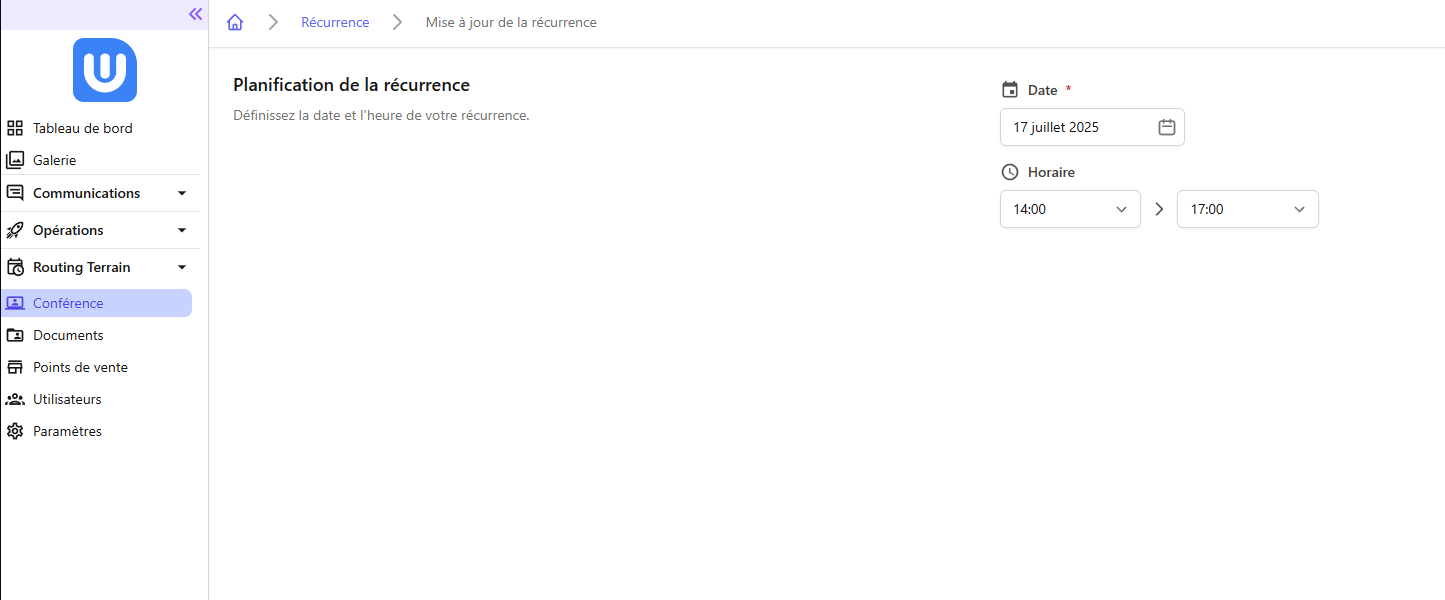 Récurrence
Mise à jour de la récurrence
Tableau de bord
Galerie
Communications
Opérations
Routing Terrain
Conférence
Documents
Points de vente
Utilisateurs
Paramètres
Planification de la récurrence
Définissez la date et l'heure de votre récurrence.
Date *
17 juillet 2025
Horaire
14:00
17:00